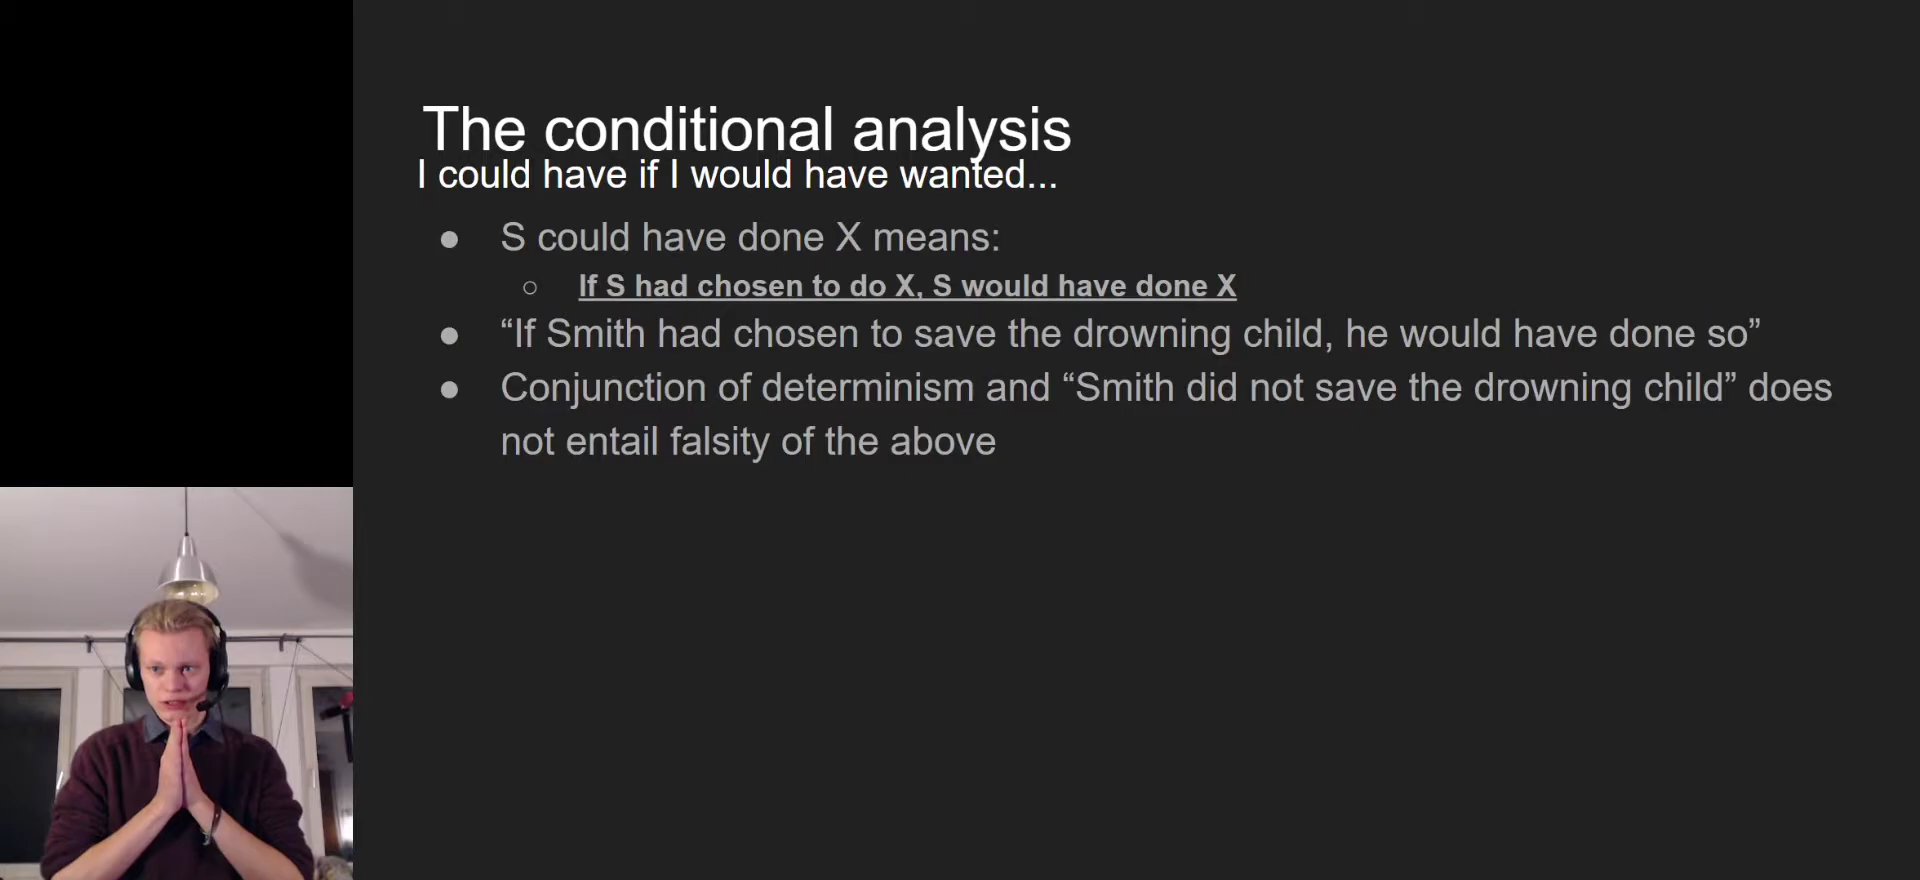 The conditional analysis
I could have if I would have wanted...
● S could have done X means:
○ If S had chosen to do X, S would have done X
● “If Smith had chosen to save the drowning child, he would have done so”
● Conjunction of determinism and “Smith did not save the drowning child” does
not entail falsity of the above